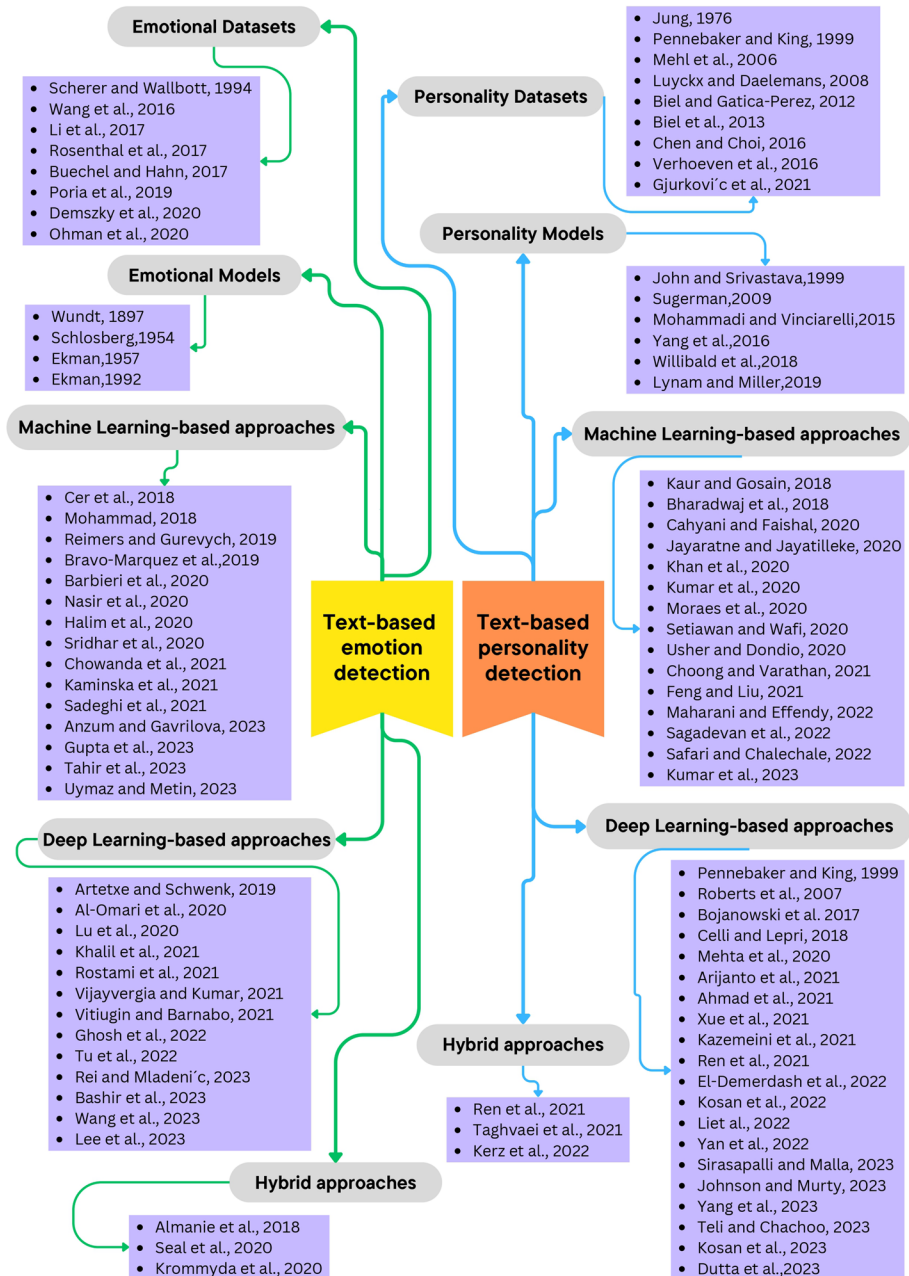 Emotional Datasets
• Scherer and Wallbott, 1994
• Wang et al., 2016
• Li et al., 2017
• Rosenthal et al., 2017
• Buechel and Hahn, 2017
• Poria et al., 2019
• Demszky et al., 2020
• Ohman et al., 2020
Emotional Models
• Wundt, 1897
• Schlosberg,1954
• Ekman,1957
• Ekman,1992
Machine Learning-based approaches
• Cer et al., 2018
• Mohammad, 2018
• Reimers and Gurevych, 2019
• Bravo-Marquez et al.,2019
• Barbieri et al., 2020
• Nasir et al., 2020
• Halim et al., 2020
• Sridhar et al., 2020
• Chowanda et al., 2021
• Kaminska et al., 2021
• Sadeghi et al., 2021
• Anzum and Gavrilova, 2023
• Gupta et al., 2023
• Tahir et al., 2023
• Uymaz and Metin, 2023
Text-based
emotion
detection
Deep Learning-based approaches
• Artetxe and Schwenk, 2019
• Al-Omari et al., 2020
• Lu et al., 2020
• Khalil et al., 2021
• Rostami et al., 2021
• Vijayvergia and Kumar, 2021
• Vitiugin and Barnabo, 2021
• Ghosh et al., 2022
• Tu et al., 2022
• Rei and Mladeni´c, 2023
• Bashir et al., 2023
• Wang et al., 2023
• Lee et al., 2023
Hybrid approaches
• Almanie et al., 2018
• Seal et al., 2020
• Krommyda et al., 2020
Personality Datasets
• Jung, 1976
• Pennebaker and King, 1999
• Mehl et al., 2006
• Luyckx and Daelemans, 2008
• Biel and Gatica-Perez, 2012
• Biel et al., 2013
• Chen and Choi, 2016
• Verhoeven et al., 2016
• Gjurkovi´c et al., 2021
Personality Models
• John and Srivastava,1999
• Sugerman,2009
• Mohammadi and Vinciarelli,2015
• Yang et al.,2016
• Willibald et al.,2018
• Lynam and Miller,2019
Machine Learning-based approaches
• Kaur and Gosain, 2018
• Bharadwaj et al., 2018
• Cahyani and Faishal, 2020
• Jayaratne and Jayatilleke, 2020
• Khan et al., 2020
• Kumar et al., 2020
• Moraes et al., 2020
• Setiawan and Wafi, 2020
• Usher and Dondio, 2020
• Choong and Varathan, 2021
• Feng and Liu, 2021
• Maharani and Effendy, 2022
• Sagadevan et al., 2022
• Safari and Chalechale, 2022
• Kumar et al., 2023
Text-based
personality
detection
Deep Learning-based approaches
• Pennebaker and King, 1999
• Roberts et al., 2007
• Bojanowski et al. 2017
• Celli and Lepri, 2018
• Mehta et al., 2020
• Arijanto et al., 2021
• Ahmad et al., 2021
• Xue et al., 2021
• Kazemeini et al., 2021
• Ren et al., 2021
• El-Demerdash et al., 2022
• Kosan et al., 2022
• Liet al., 2022
• Yan et al., 2022
• Sirasapalli and Malla, 2023
• Johnson and Murty, 2023
• Yang et al., 2023
• Teli and Chachoo, 2023
• Kosan et al., 2023
• Dutta et al.,2023
Hybrid approaches
• Ren et al., 2021
• Taghvaei et al., 2021
• Kerz et al., 2022